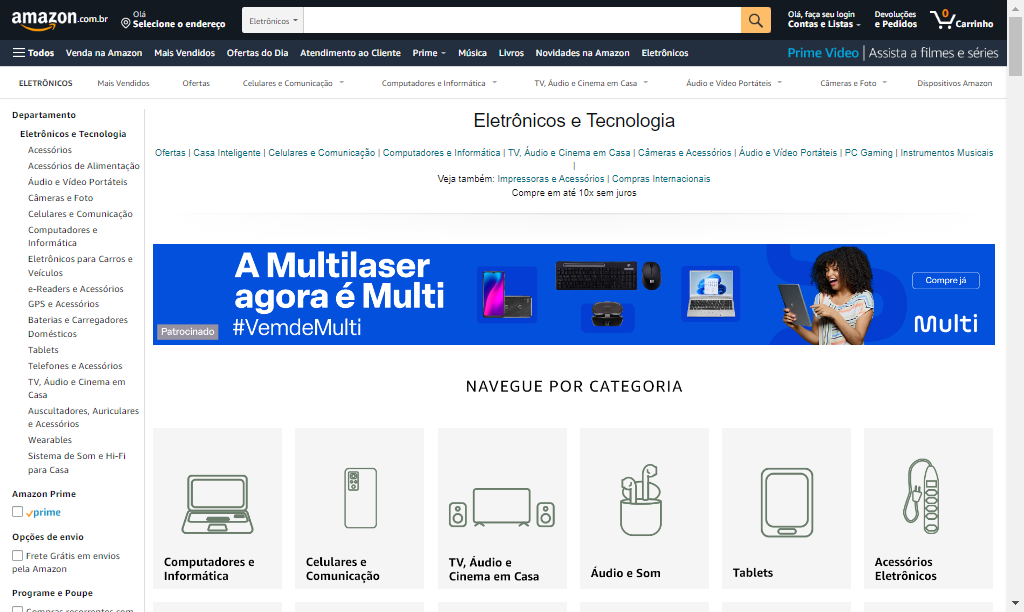 amazon.com.br
Olá
Selecione o endereço
Eletrônicos
Olá, faça seu login
Contas e Listas
Devoluções
e Pedidos
0
Carrinho
Todos
Venda na Amazon
Mais Vendidos
Ofertas do Dia
Atendimento ao Cliente
Prime
Música
Livros
Novidades na Amazon
Eletrônicos
Prime Video | Assista a filmes e séries
ELETRÔNICOS
Mais Vendidos
Ofertas
Celulares e Comunicação
Computadores e Informática
TV, Áudio e Cinema em Casa
Áudio e Vídeo Portáteis
Câmeras e Foto
Dispositivos Amazon
Departamento
Eletrônicos e Tecnologia
Acessórios
Acessórios de Alimentação
Áudio e Vídeo Portáteis
Câmeras e Foto
Celulares e Comunicação
Computadores e
Informática
Eletrônicos para Carros e
Veículos
e-Readers e Acessórios
GPS e Acessórios
Baterias e Carregadores
Domésticos
Tablets
Telefones e Acessórios
TV, Áudio e Cinema em
Casa
Auscultadores, Auriculares
e Acessórios
Wearables
Sistema de Som e Hi-Fi
para Casa
Amazon Prime
prime
Opções de envio
Frete Grátis em envios
pela Amazon
Programe e Poupe
Compras recorrentes com
Eletrônicos e Tecnologia
Ofertas | Casa Inteligente | Celulares e Comunicação | Computadores e Informática | TV, Áudio e Cinema em Casa | Câmeras e Acessórios | Áudio e Vídeo Portáteis | PC Gaming | Instrumentos Musicais
|
Veja também: Impressoras e Acessórios | Compras Internacionais
Compre em até 10x sem juros
A Multilaser
agora é Multi
#VemdeMulti
Patrocinado
Compre já
Multi
NAVEGUE POR CATEGORIA
Computadores e
Informática
Celulares e
Comunicação
TV, Áudio e
Cinema em Casa
Áudio e Som
Tablets
Acessórios
Eletrônicos